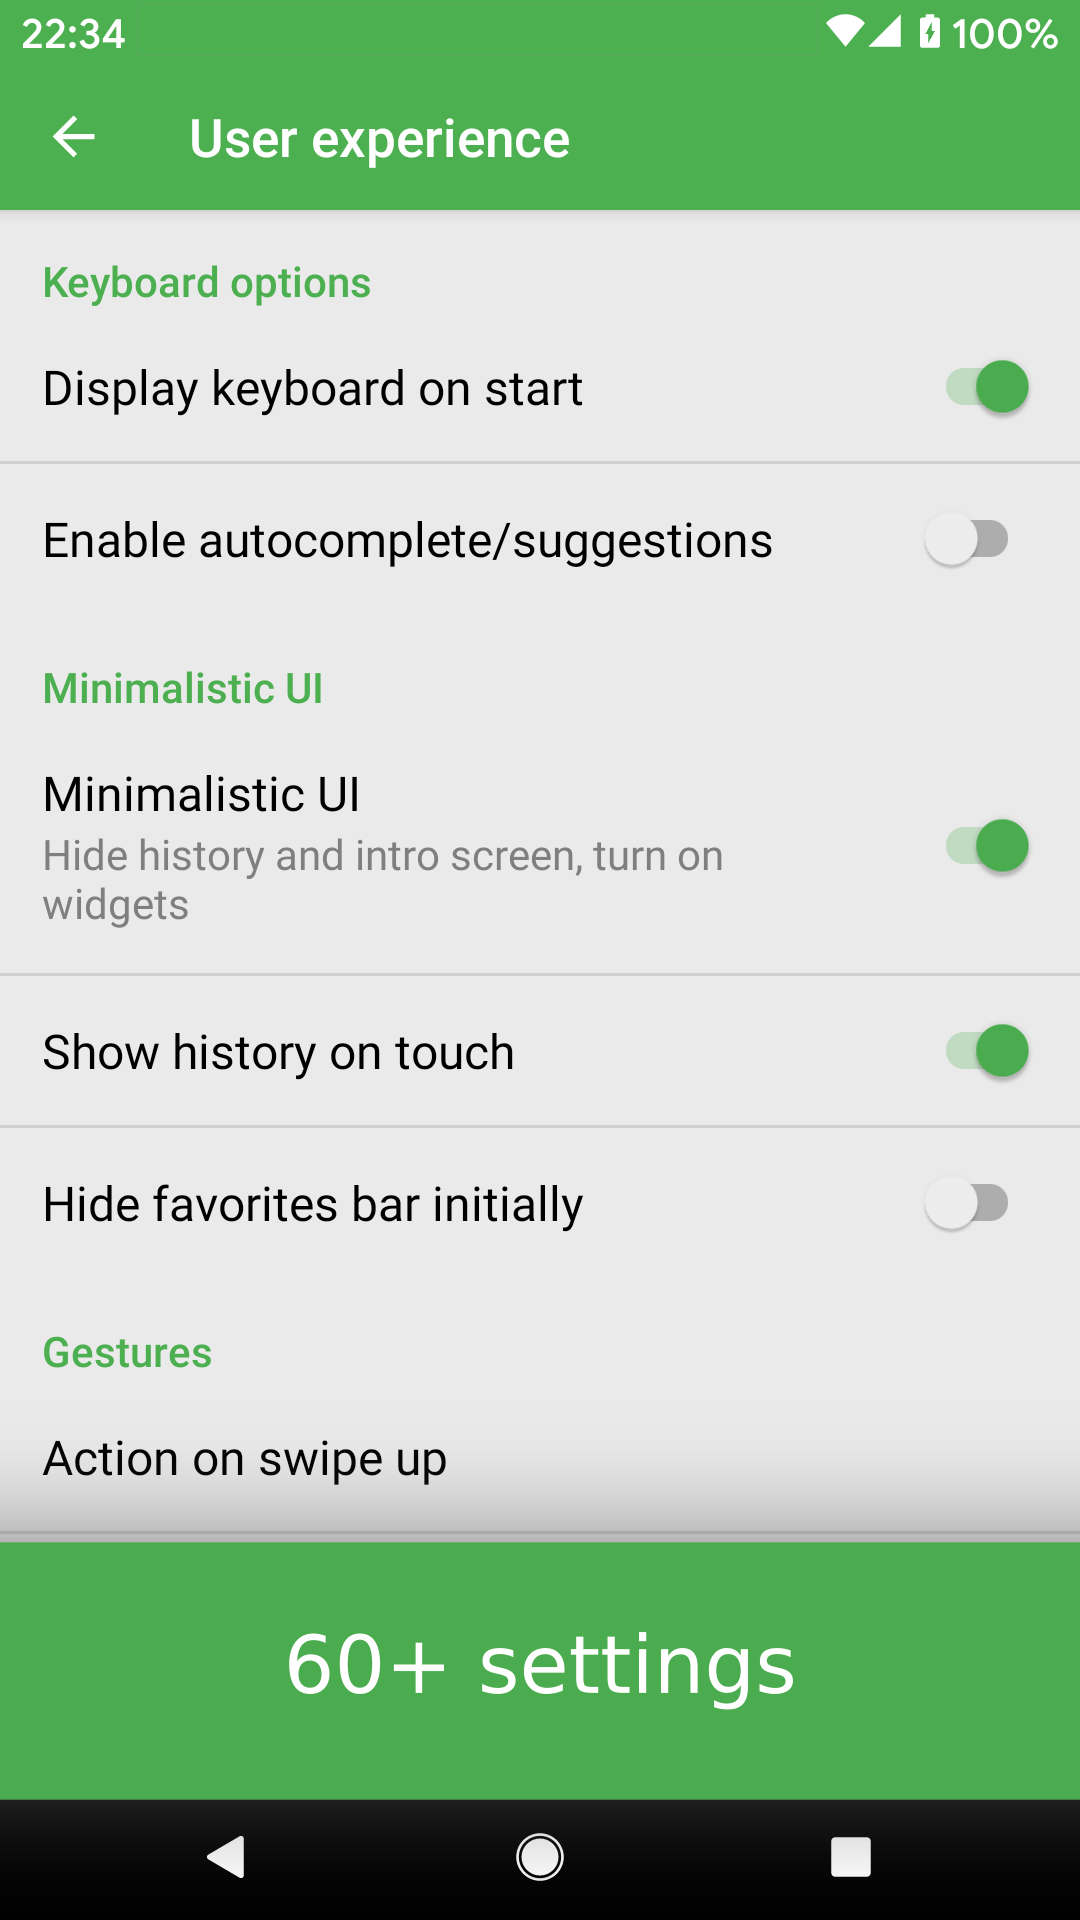 22:34
100%
User experience
Keyboard options
Display keyboard on start
Enable autocomplete/suggestions
Minimalistic UI
Minimalistic UI
Hide history and intro screen, turn on
widgets
Show history on touch
Hide favorites bar initially
Gestures
Action on swipe up
60+ settings